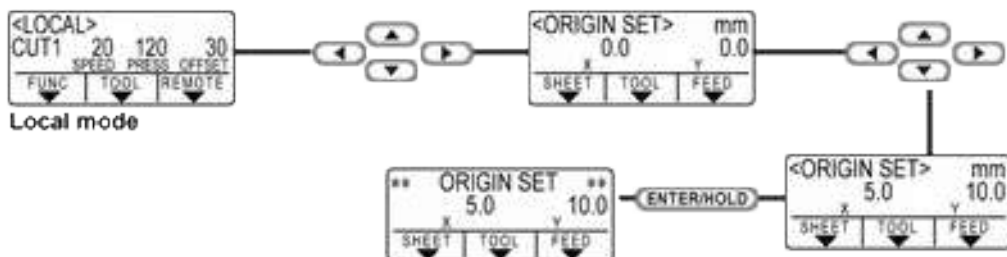 <LOCAL>
CUT1 20 120 30
SPEED PRESS OFFSET
FUNC TOOL REMOTE
Local mode
<ORIGIN SET> mm
0.0 0.0
X Y
SHEET TOOL FEED
<ORIGIN SET> mm
5.0 10.0
X Y
SHEET TOOL FEED
ENTER/HOLD
** ORIGIN SET **
5.0 10.0
X Y
SHEET TOOL FEED